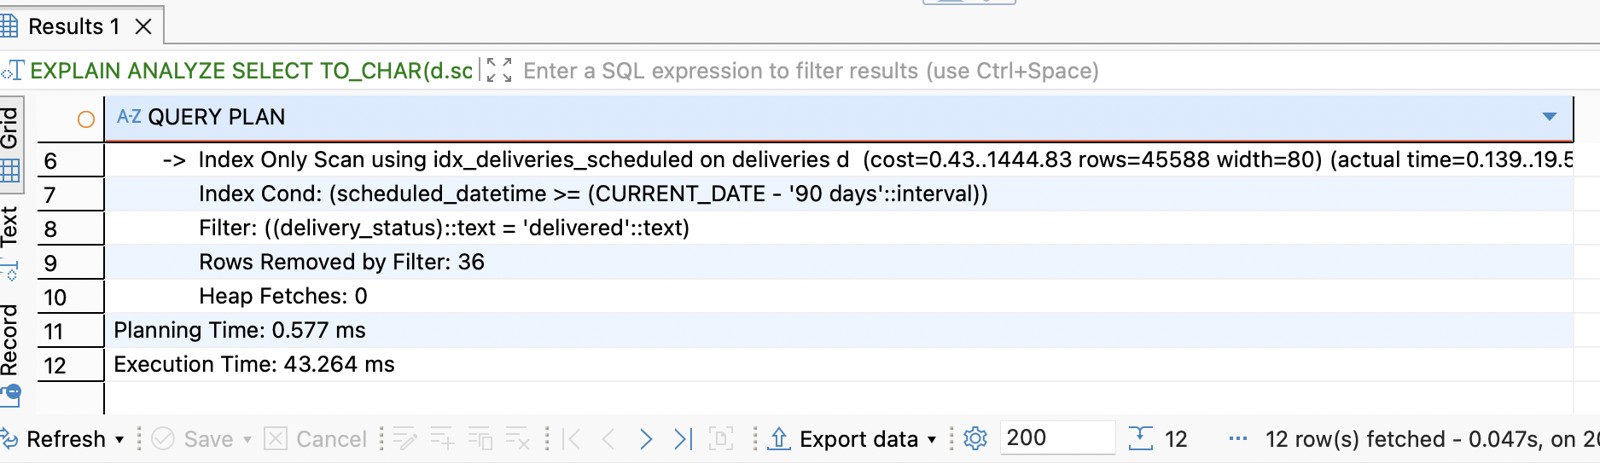 Results 1
EXPLAIN ANALYZE SELECT TO_CHAR(d.sc Enter a SQL expression to filter results (use Ctrl+Space)
Grid
Text
Record
A-Z QUERY PLAN
6 -> Index Only Scan using idx_deliveries_scheduled on deliveries d (cost=0.43..1444.83 rows=45588 width=80) (actual time=0.139..19.5
7 Index Cond: (scheduled_datetime >= (CURRENT_DATE - '90 days'::interval))
8 Filter: ((delivery_status)::text = 'delivered'::text)
9 Rows Removed by Filter: 36
10 Heap Fetches: 0
11 Planning Time: 0.577 ms
12 Execution Time: 43.264 ms
Refresh Save Cancel Export data 200 12 ··· 12 row(s) fetched - 0.047s, on 20